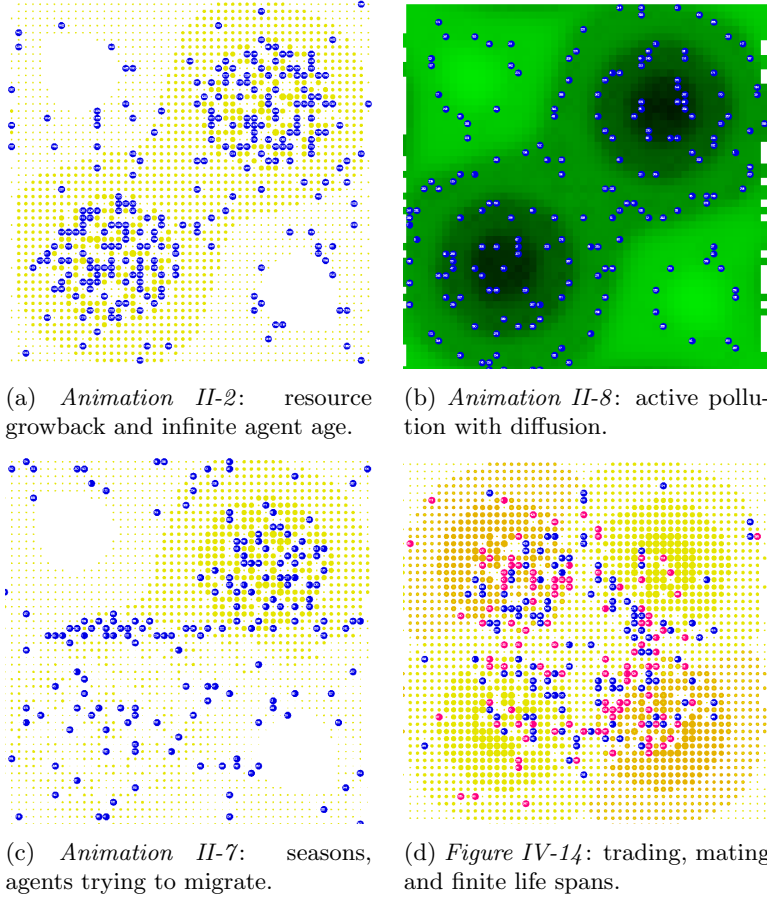 (a) Animation II-2: resource
growback and infinite agent age.
(b) Animation II-8: active pollu-
tion with diffusion.
(c) Animation II-7: seasons,
agents trying to migrate.
(d) Figure IV-14: trading, mating
and finite life spans.